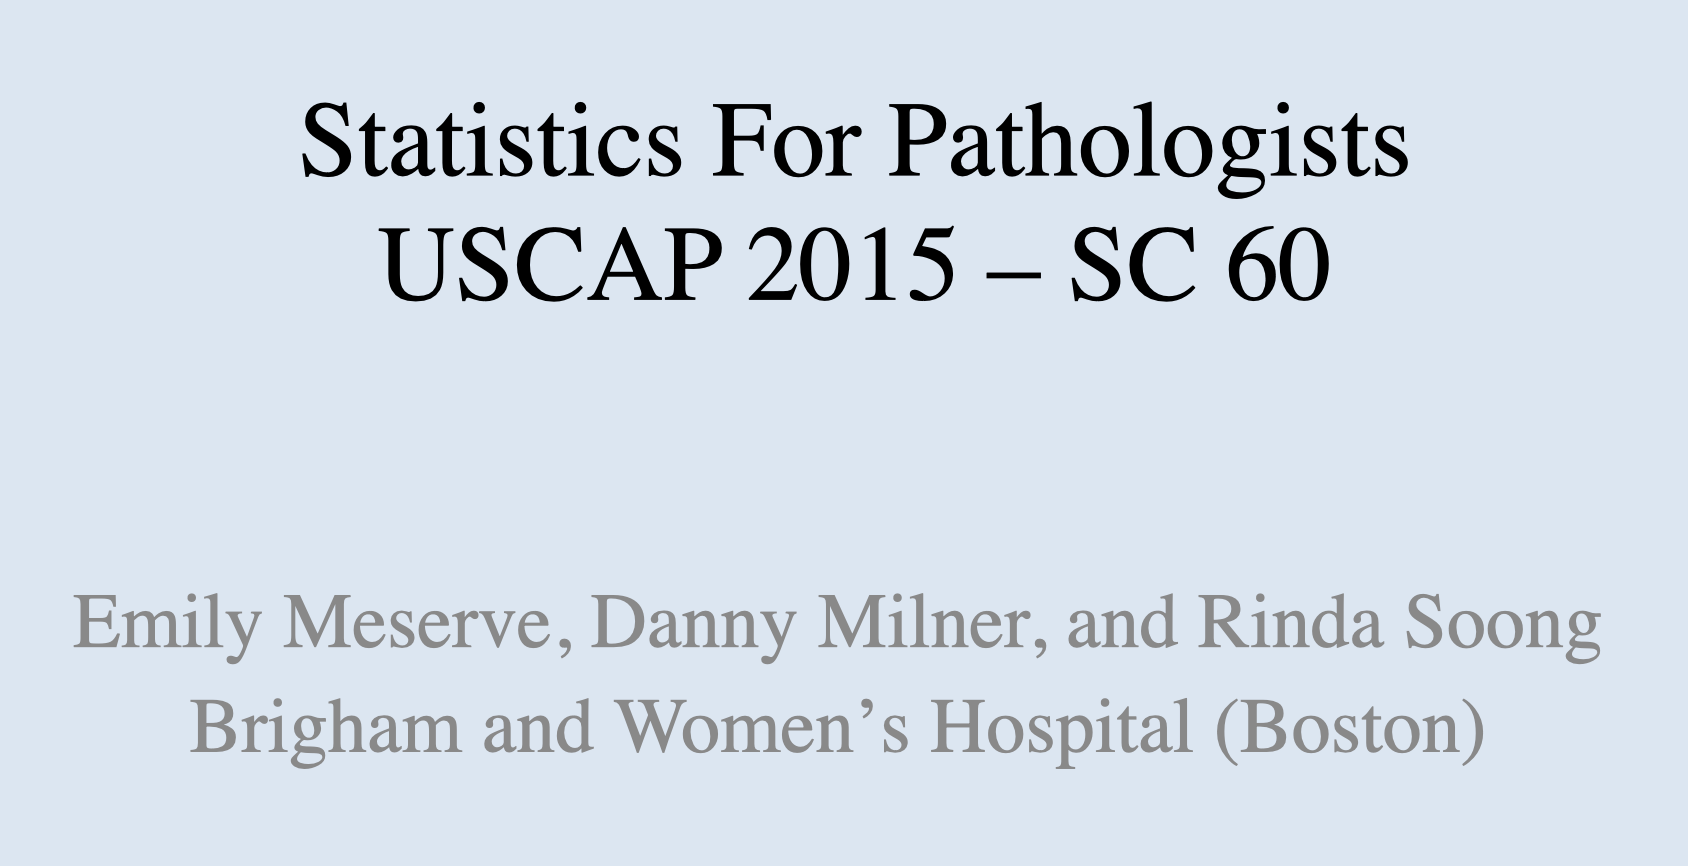 Statistics For Pathologists
USCAP 2015 – SC 60
Emily Meserve, Danny Milner, and Rinda Soong
Brigham and Women’s Hospital (Boston)